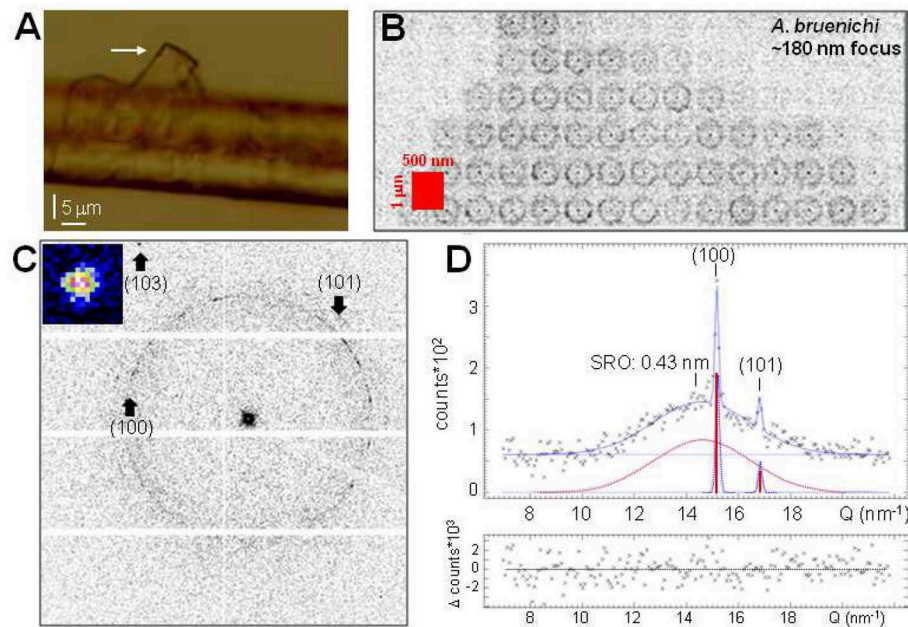 A
5 μm
B
A. bruenichi
~180 nm focus
500 nm
1 μm
C
(103)
(101)
(100)
D
(100)
SRO: 0.43 nm
(101)
counts*10²
3
2
1
0
8 10 12 14 16 18 Q (nm⁻¹)
Δ counts*10³
2
0
-2
8 10 12 14 16 18 Q (nm⁻¹)